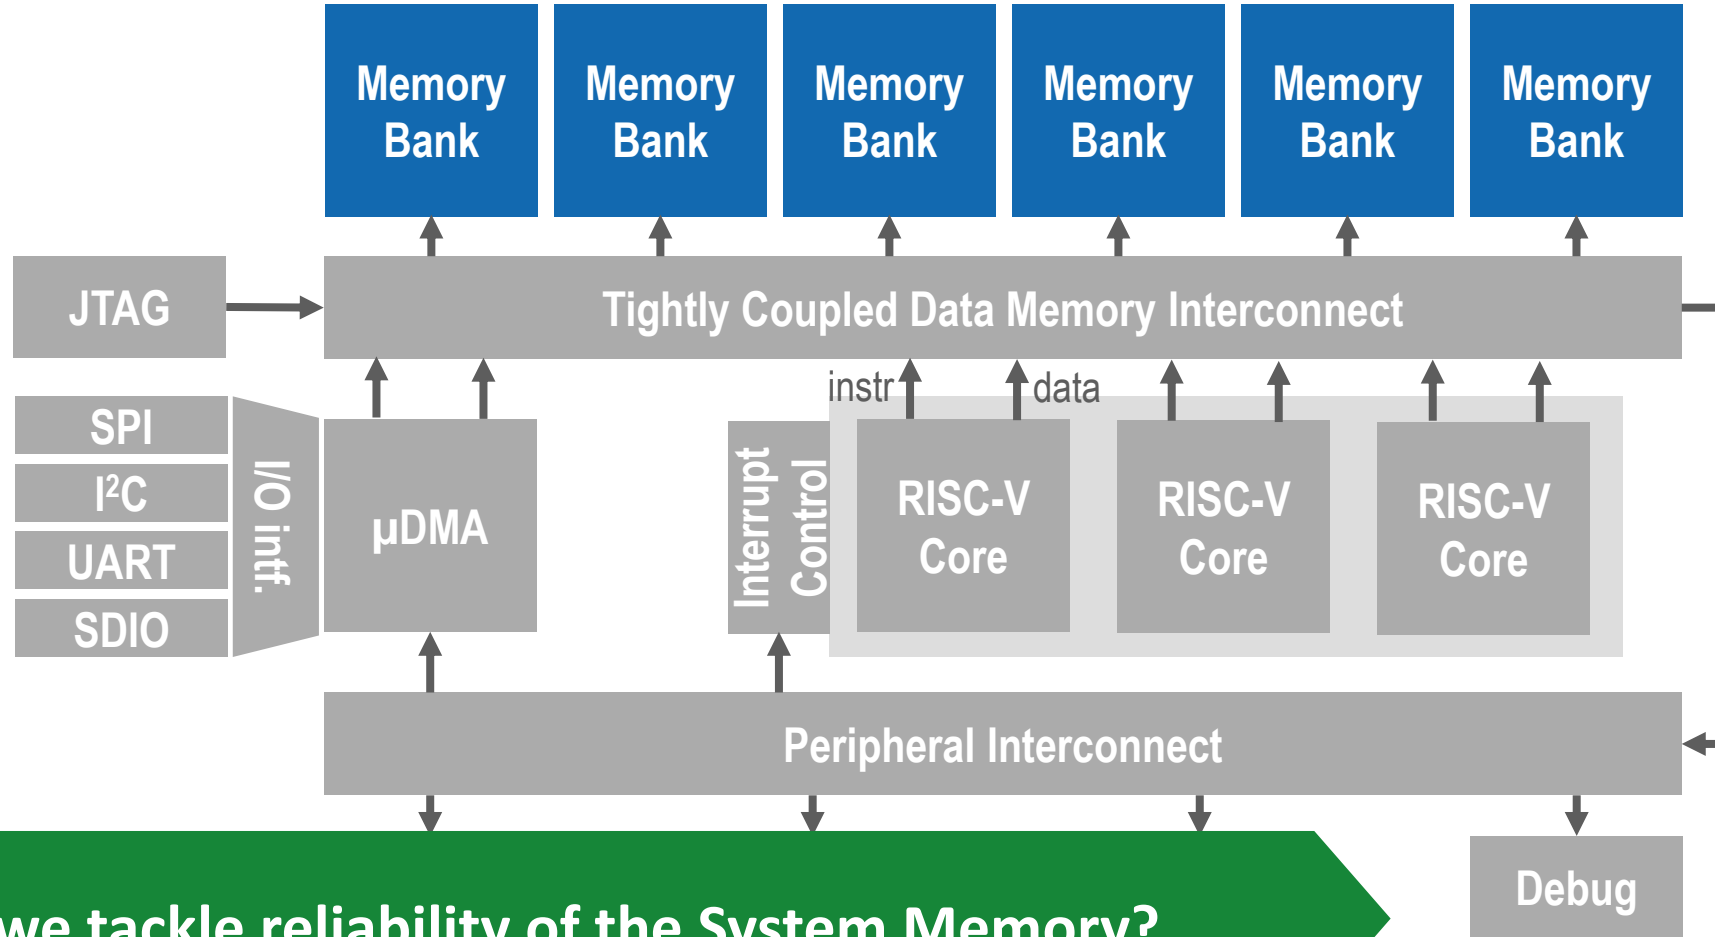 Memory
Bank
Memory
Bank
Memory
Bank
Memory
Bank
Memory
Bank
Memory
Bank
JTAG
Tightly Coupled Data Memory Interconnect
instr
data
SPI
I²C
UART
SDIO
I/O intf.
µDMA
Interrupt
Control
RISC-V
Core
RISC-V
Core
RISC-V
Core
Peripheral Interconnect
we tackle reliability of the System Memory?
Debug